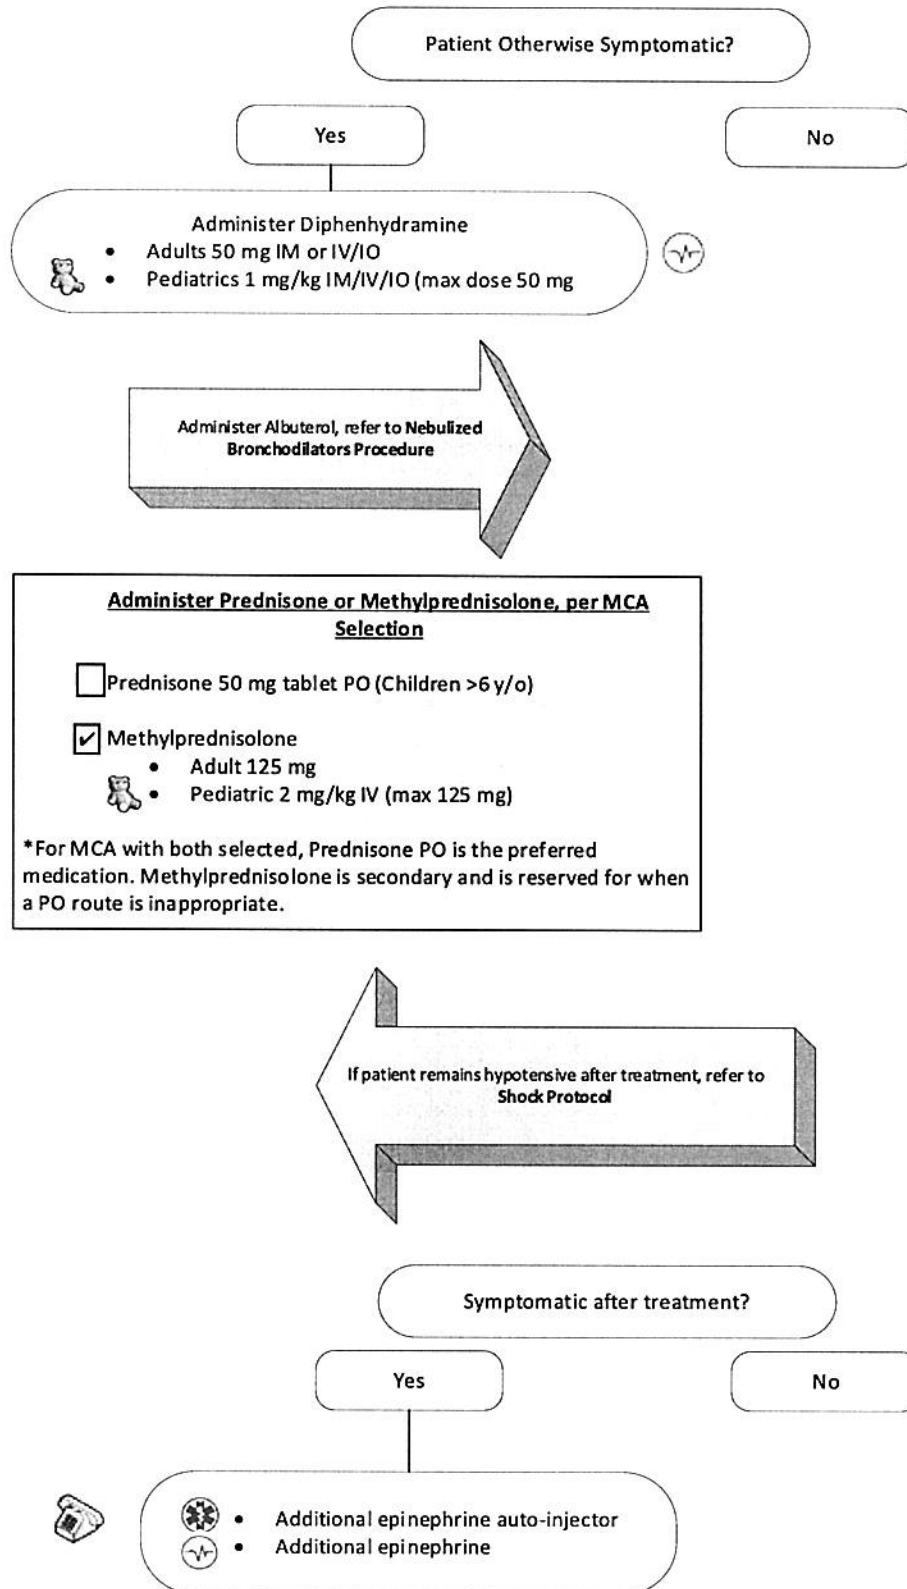 Patient Otherwise Symptomatic?
Yes
No
Administer Diphenhydramine
• Adults 50 mg IM or IV/IO
• Pediatrics 1 mg/kg IM/IV/IO (max dose 50 mg
Administer Albuterol, refer to Nebulized
Bronchodilators Procedure
Administer Prednisone or Methylprednisolone, per MCA
Selection
Prednisone 50 mg tablet PO (Children >6 y/o)
✓ Methylprednisolone
• Adult 125 mg
• Pediatric 2 mg/kg IV (max 125 mg)
*For MCA with both selected, Prednisone PO is the preferred
medication. Methylprednisolone is secondary and is reserved for when
a PO route is inappropriate.
If patient remains hypotensive after treatment, refer to
Shock Protocol
Symptomatic after treatment?
Yes
No
• Additional epinephrine auto-injector
• Additional epinephrine